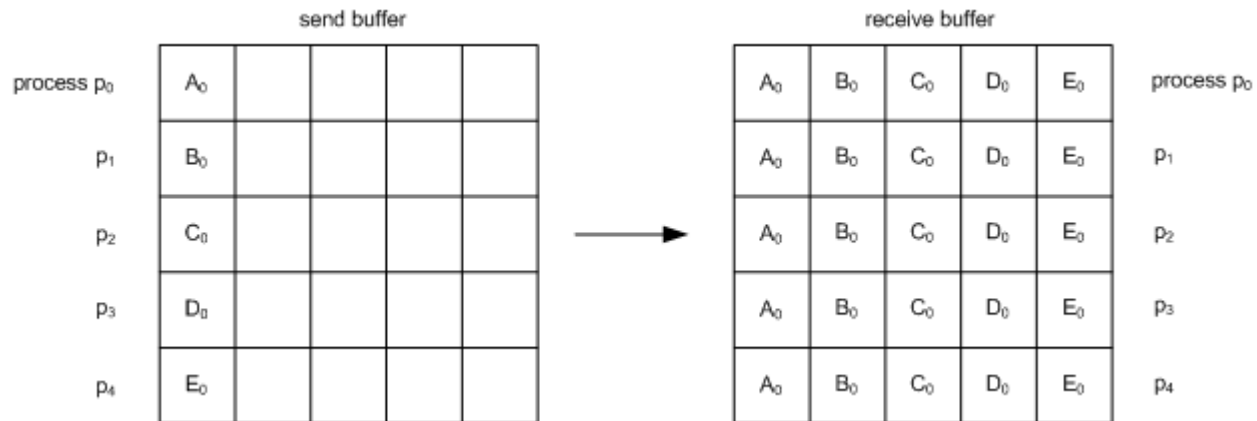 send buffer receive buffer
process p₀ A₀ A₀ B₀ C₀ D₀ E₀ process p₀
p₁ B₀ A₀ B₀ C₀ D₀ E₀ p₁
p₂ C₀ A₀ B₀ C₀ D₀ E₀ p₂
p₃ D₀ A₀ B₀ C₀ D₀ E₀ p₃
p₄ E₀ A₀ B₀ C₀ D₀ E₀ p₄